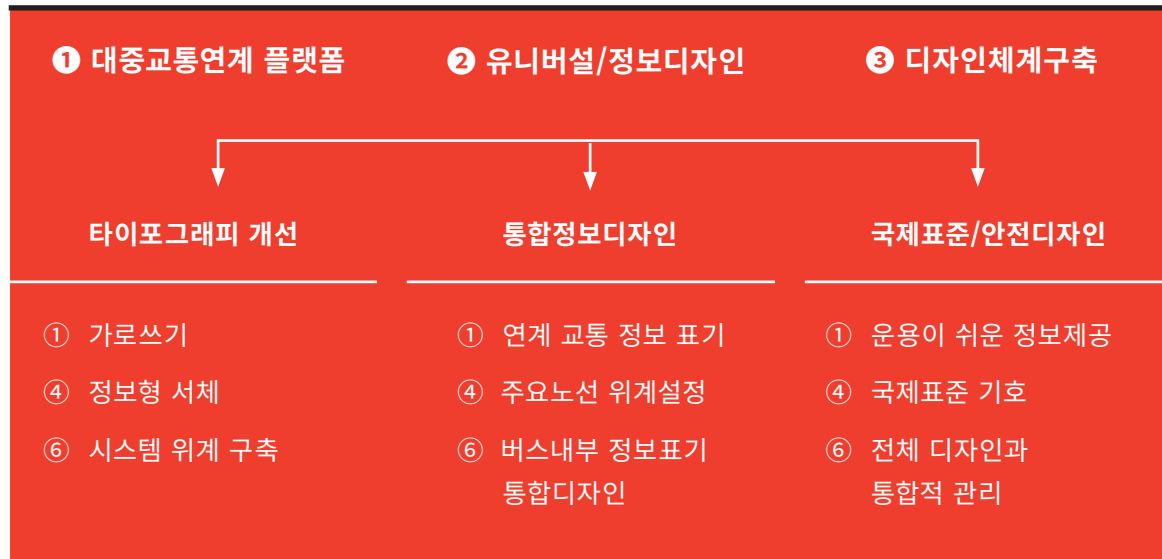 ❶ 대중교통연계 플랫폼
❷ 유니버설/정보디자인
❸ 디자인체계구축
타이포그래피 개선
① 가로쓰기
④ 정보형 서체
⑥ 시스템 위계 구축
통합정보디자인
① 연계 교통 정보 표기
④ 주요노선 위계설정
⑥ 버스내부 정보표기
통합디자인
국제표준/안전디자인
① 운용이 쉬운 정보제공
④ 국제표준 기호
⑥ 전체 디자인과
통합적 관리